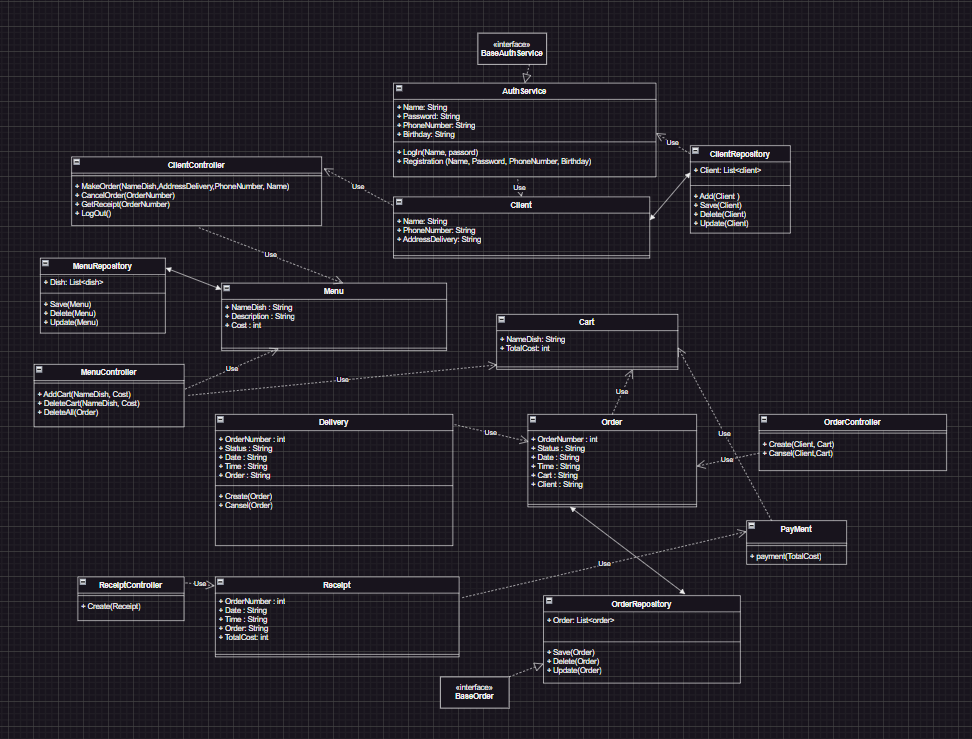 «interface»
BaseAuthService
AuthService
+ Name: String
+ Password: String
+ PhoneNumber: String
+ Birthday: String
+ LogIn(Name, passord)
+ Registration (Name, Password, PhoneNumber, Birthday)
Use
ClientRepository
+ Client: List<client>
+ Add(Client )
+ Save(Client)
+ Delete(Client)
+ Update(Client)
ClientController
+ MakeOrder(NameDish,AddressDelivery,PhoneNumber, Name)
+ CancelOrder(OrderNumber)
+ GetReceipt(OrderNumber)
+ LogOut()
Use
Use
Client
+ Name: String
+ PhoneNumber: String
+ AddressDelivery: String
Use
MenuRepository
+ Dish: List<dish>
+ Save(Menu)
+ Delete(Menu)
+ Update(Menu)
Menu
+ NameDish : String
+ Description : String
+ Cost : int
Cart
+ NameDish: String
+ TotalCost: int
MenuController
+ AddCart(NameDish, Cost)
+ DeleteCart(NameDish, Cost)
+ DeleteAll(Order)
Use
Use
Use
Delivery
+ OrderNumber : int
+ Status : String
+ Date : String
+ Time : String
+ Order : String
+ Create(Order)
+ Cansel(Order)
Use
Order
+ OrderNumber : int
+ Status : String
+ Date : String
+ Time : String
+ Cart : String
+ Client : String
Use
Use
OrderController
+ Create(Client, Cart)
+ Cansel(Client,Cart)
PayMent
+ payment(TotalCost)
Use
ReceiptController
+ Create(Receipt)
Use
Receipt
+ OrderNumber : int
+ Date : String
+ Time : String
+ Order: String
+ TotalCost: int
OrderRepository
+ Order: List<order>
+ Save(Order)
+ Delete(Order)
+ Update(Order)
«interface»
BaseOrder